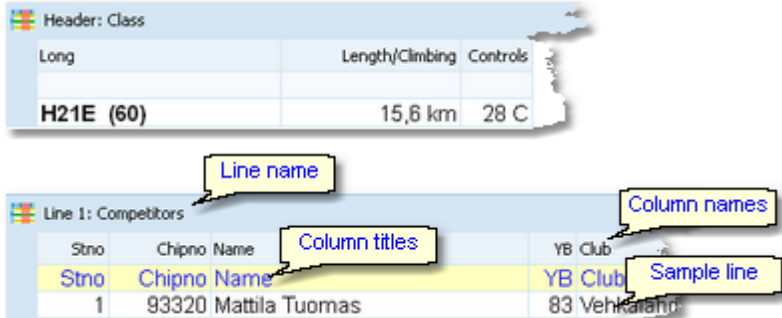 Header: Class
Long Length/Climbing Controls
H21E (60) 15,6 km 28 C
Line name
Line 1: Competitors
Column names
Stno Chipno Name YB Club
Column titles
Stno Chipno Name YB Club
Sample line
1 93320 Mattila Tuomas 83